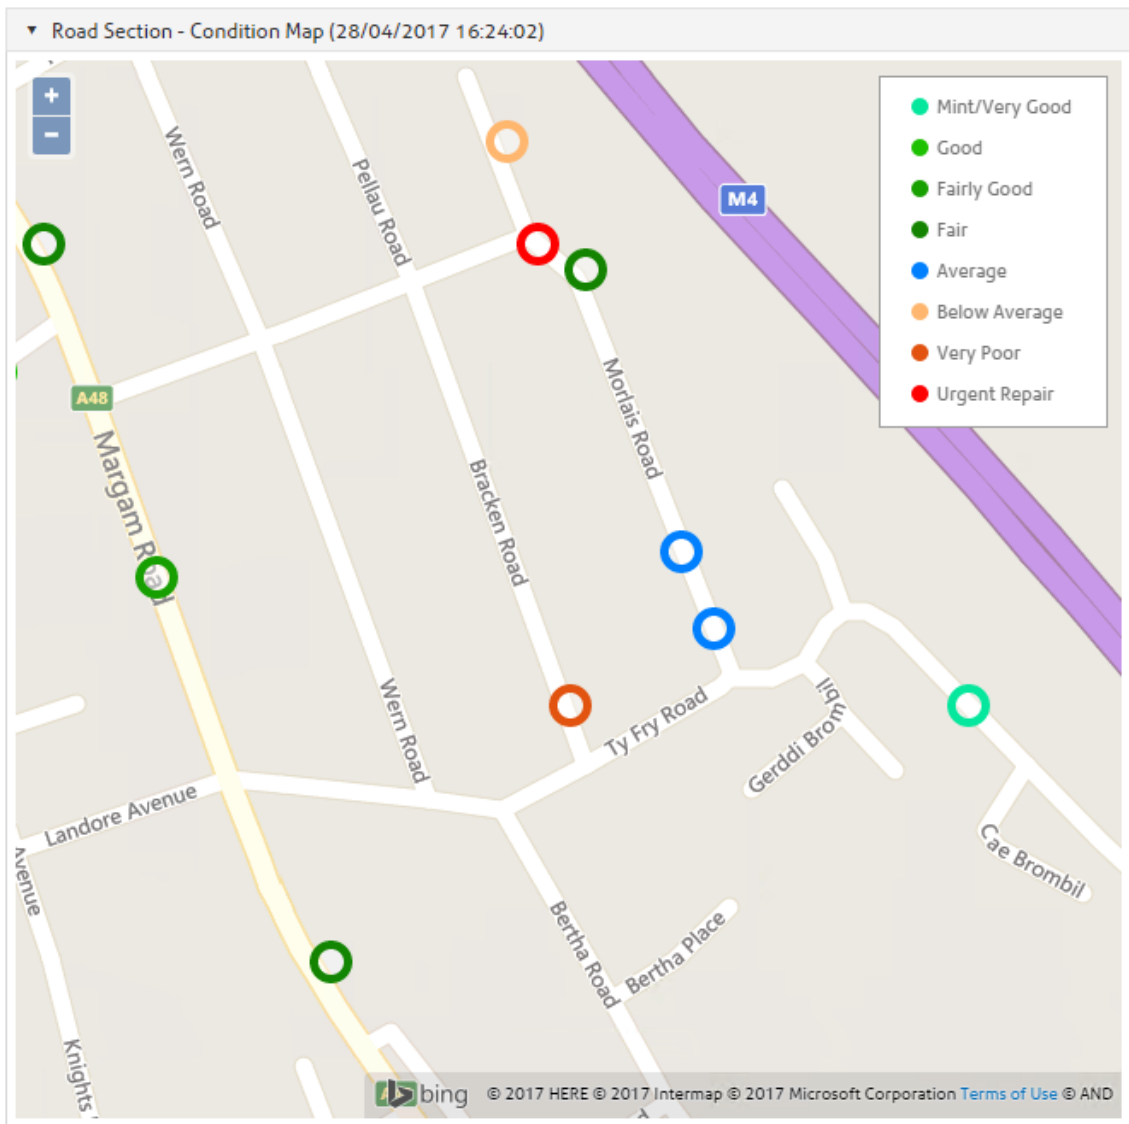 Road Section - Condition Map (28/04/2017 16:24:02)
+
−
Mint/Very Good
Good
Fairly Good
Fair
Average
Below Average
Very Poor
Urgent Repair
M4
Wern Road
Pellau Road
A48
Margam Road
Morlais Road
Bracken Road
Wern Road
Ty Fry Road
Gerddi Brombil
Landore Avenue
Avenue
Cae Brombil
Bertha Road
Bertha Place
Knights
bing
© 2017 HERE © 2017 Intermap © 2017 Microsoft Corporation Terms of Use © AND